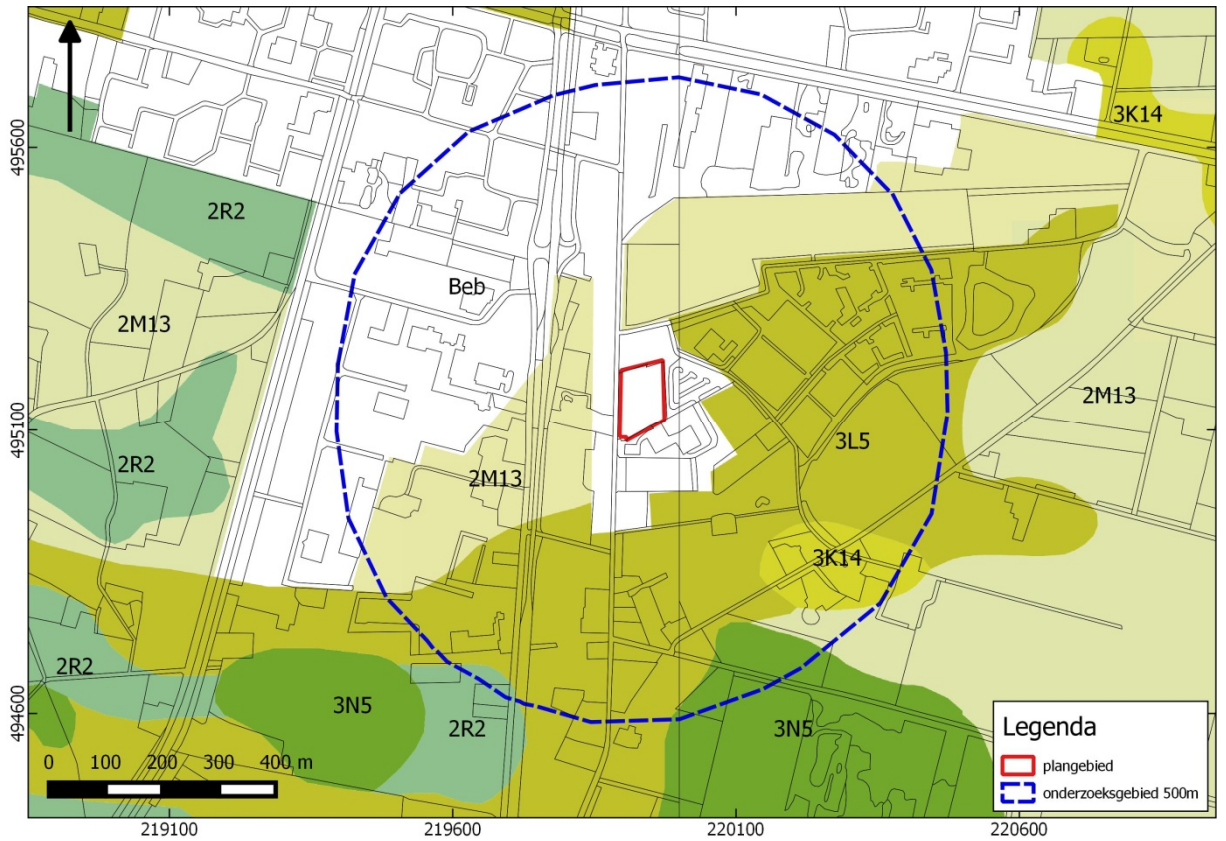 3K14
495600
2R2
Beb
2M13
2M13
495100
3L5
2R2
2M13
3K14
2R2
3N5
2R2
3N5
494600
Legenda
plangebied
onderzoeksgebied 500m
0 100 200 300 400 m
219100 219600 220100 220600